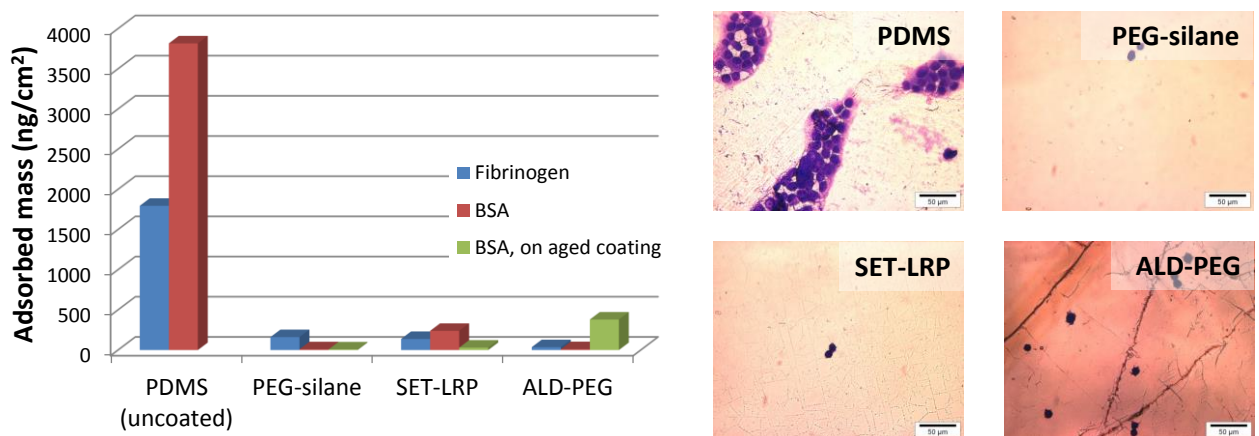 Adsorbed mass (ng/cm²)
4000
3500
3000
2500
2000
1500
1000
500
0
Fibrinogen
BSA
BSA, on aged coating
PDMS
(uncoated)
PEG-silane
SET-LRP
ALD-PEG
PDMS
50 µm
PEG-silane
50 µm
SET-LRP
50 µm
ALD-PEG
50 µm